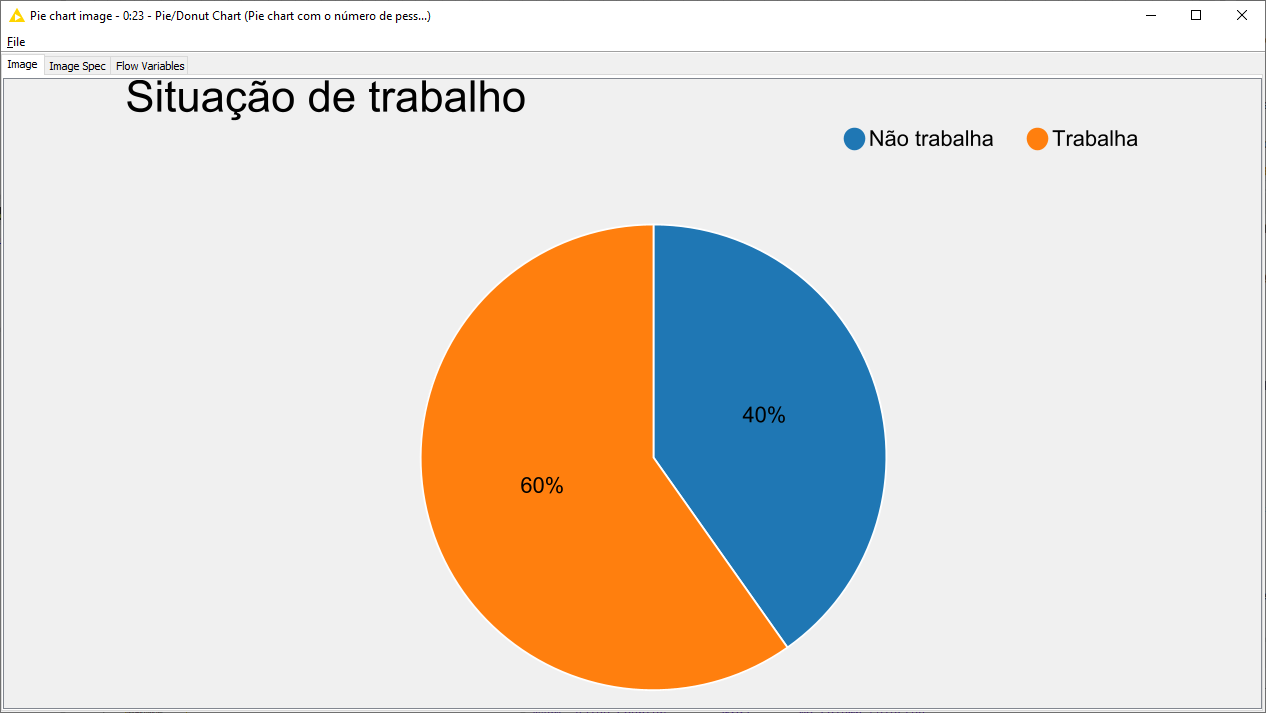 Pie chart image - 0:23 - Pie/Donut Chart (Pie chart com o número de pess...)
File
Image Image Spec Flow Variables
Situação de trabalho
Não trabalha Trabalha
40%
60%